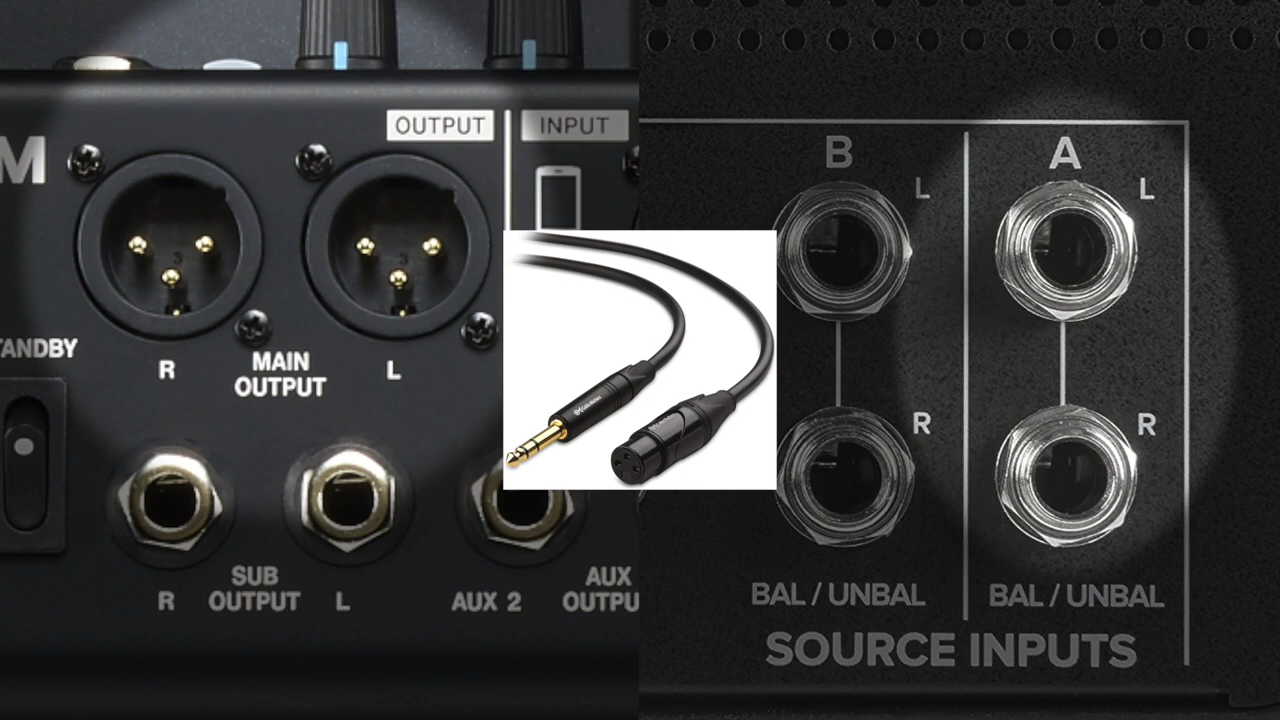 OUTPUT
INPUT
M
3
3
TANDBY
R
MAIN
OUTPUT
L
R
SUB
OUTPUT
L
AUX 2
AUX
OUTPU
B
A
L
L
R
R
BAL / UNBAL
BAL / UNBAL
SOURCE INPUTS